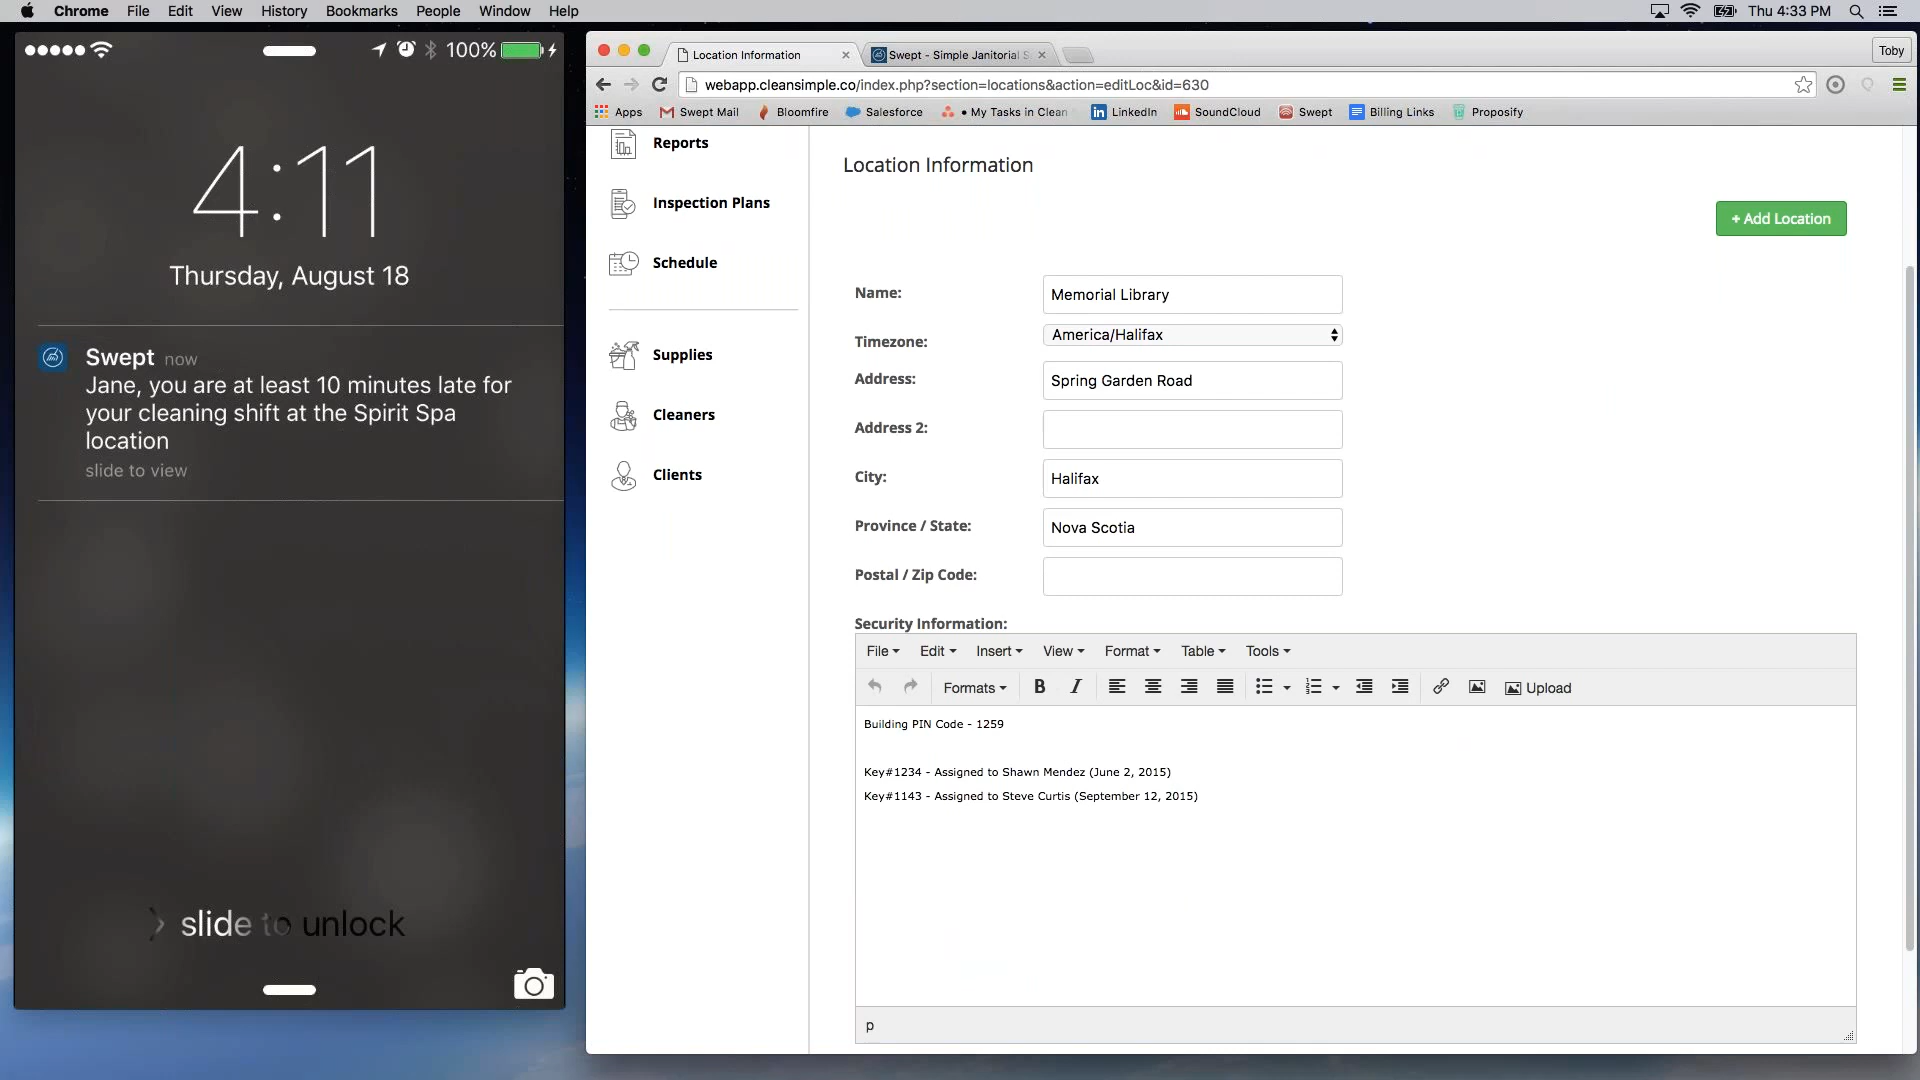 Chrome File Edit View History Bookmarks People Window Help Thu 4:33 PM
100%
4:11
Thursday, August 18
Swept now
Jane, you are at least 10 minutes late for
your cleaning shift at the Spirit Spa
location
slide to view
slide to unlock
Location Information
Swept - Simple Janitorial S
Toby
webapp.cleansimple.co/index.php?section=locations&action=editLoc&id=630
Apps Swept Mail Bloomfire Salesforce • My Tasks in Clean LinkedIn SoundCloud Swept Billing Links Proposify
Reports
Inspection Plans
Schedule
Supplies
Cleaners
Clients
Location Information
+ Add Location
Name: Memorial Library
Timezone: America/Halifax
Address: Spring Garden Road
Address 2:
City: Halifax
Province / State: Nova Scotia
Postal / Zip Code:
Security Information:
File Edit Insert View Format Table Tools
Formats B I Upload
Building PIN Code - 1259
Key#1234 - Assigned to Shawn Mendez (June 2, 2015)
Key#1143 - Assigned to Steve Curtis (September 12, 2015)
p